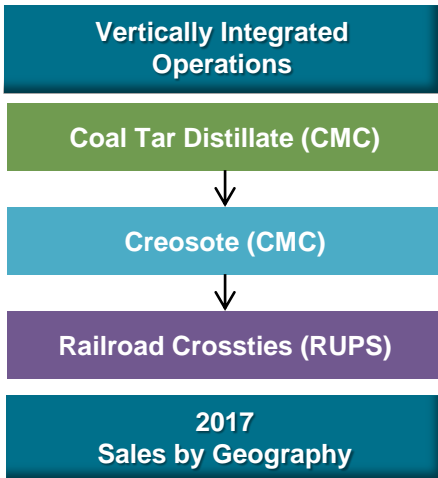 Vertically Integrated
Operations
Coal Tar Distillate (CMC)
Creosote (CMC)
Railroad Crossties (RUPS)
2017
Sales by Geography